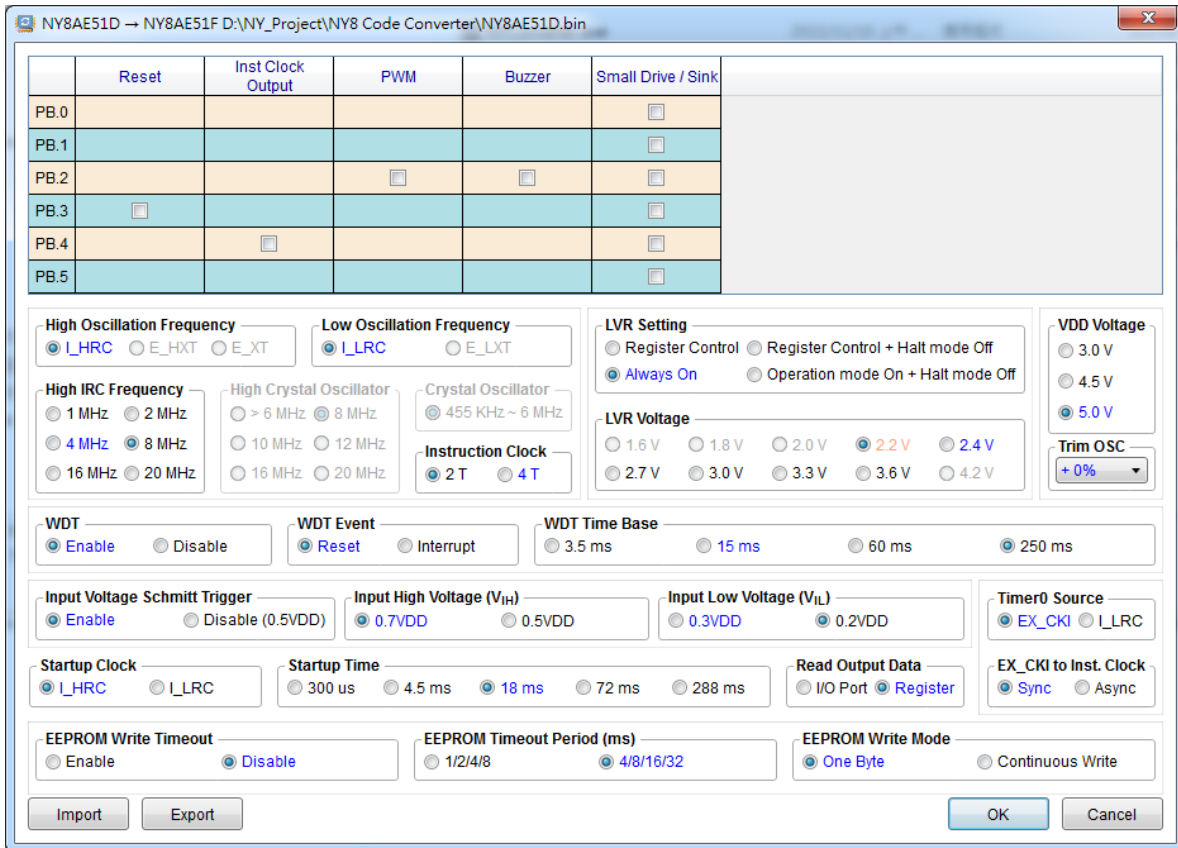 NY8AE51D → NY8AE51F D:\NY_Project\NY8 Code Converter\NY8AE51D.bin
Reset Inst Clock Output PWM Buzzer Small Drive / Sink
PB.0
PB.1
PB.2
PB.3
PB.4
PB.5
High Oscillation Frequency
I_HRC E_HXT E_XT
Low Oscillation Frequency
I_LRC E_LXT
LVR Setting
Register Control Register Control + Halt mode Off
Always On Operation mode On + Halt mode Off
VDD Voltage
3.0 V
4.5 V
5.0 V
High IRC Frequency
1 MHz 2 MHz
4 MHz 8 MHz
16 MHz 20 MHz
High Crystal Oscillator
> 6 MHz 8 MHz
10 MHz 12 MHz
16 MHz 20 MHz
Crystal Oscillator
455 KHz ~ 6 MHz
Instruction Clock
2 T 4 T
LVR Voltage
1.6 V 1.8 V 2.0 V 2.2 V 2.4 V
2.7 V 3.0 V 3.3 V 3.6 V 4.2 V
Trim OSC
+ 0%
WDT
Enable Disable
WDT Event
Reset Interrupt
WDT Time Base
3.5 ms 15 ms 60 ms 250 ms
Input Voltage Schmitt Trigger
Enable Disable (0.5VDD)
Input High Voltage (VIH)
0.7VDD 0.5VDD
Input Low Voltage (VIL)
0.3VDD 0.2VDD
Timer0 Source
EX_CKI I_LRC
Startup Clock
I_HRC I_LRC
Startup Time
300 us 4.5 ms 18 ms 72 ms 288 ms
Read Output Data
I/O Port Register
EX_CKI to Inst. Clock
Sync Async
EEPROM Write Timeout
Enable Disable
EEPROM Timeout Period (ms)
1/2/4/8 4/8/16/32
EEPROM Write Mode
One Byte Continuous Write
Import Export OK Cancel